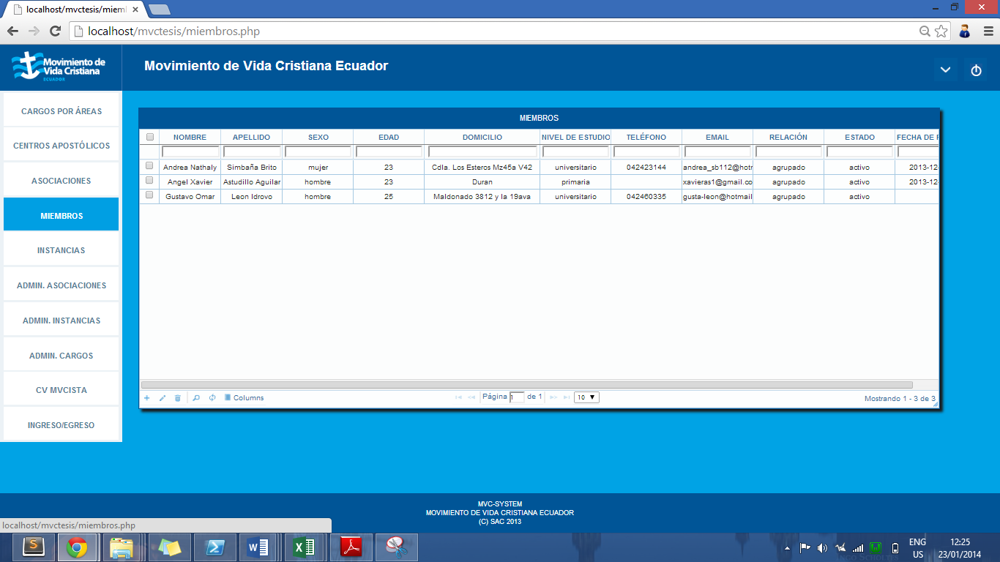 localhost/mvctesis/miem
localhost/mvctesis/miembros.php
Movimiento de
Vida Cristiana
ECUADOR
Movimiento de Vida Cristiana Ecuador
CARGOS POR ÁREAS
CENTROS APOSTÓLICOS
ASOCIACIONES
MIEMBROS
INSTANCIAS
ADMIN. ASOCIACIONES
ADMIN. INSTANCIAS
ADMIN. CARGOS
CV MVCISTA
INGRESO/EGRESO
MIEMBROS
NOMBRE APELLIDO SEXO EDAD DOMICILIO NIVEL DE ESTUDIO TELÉFONO EMAIL RELACIÓN ESTADO FECHA DE
Andrea Nathaly Simbaña Brito mujer 23 Cdla. Los Esteros Mz45a V42 universitario 042423144 andrea_sb112@hotr agrupado activo 2013-12-
Angel Xavier Astudillo Aguilar hombre 23 Duran primaria xavieras1@gmail.co agrupado activo 2013-12-
Gustavo Omar Leon Idrovo hombre 25 Maldonado 3812 y la 19ava universitario 042460335 gusta-leon@hotmail agrupado activo
Columns Página 1 de 1 10 Mostrando 1 - 3 de 3
MVC-SYSTEM
MOVIMIENTO DE VIDA CRISTIANA ECUADOR
(C) SAC 2013
localhost/mvctesis/miembros.php
ENG 12:25
US 23/01/2014